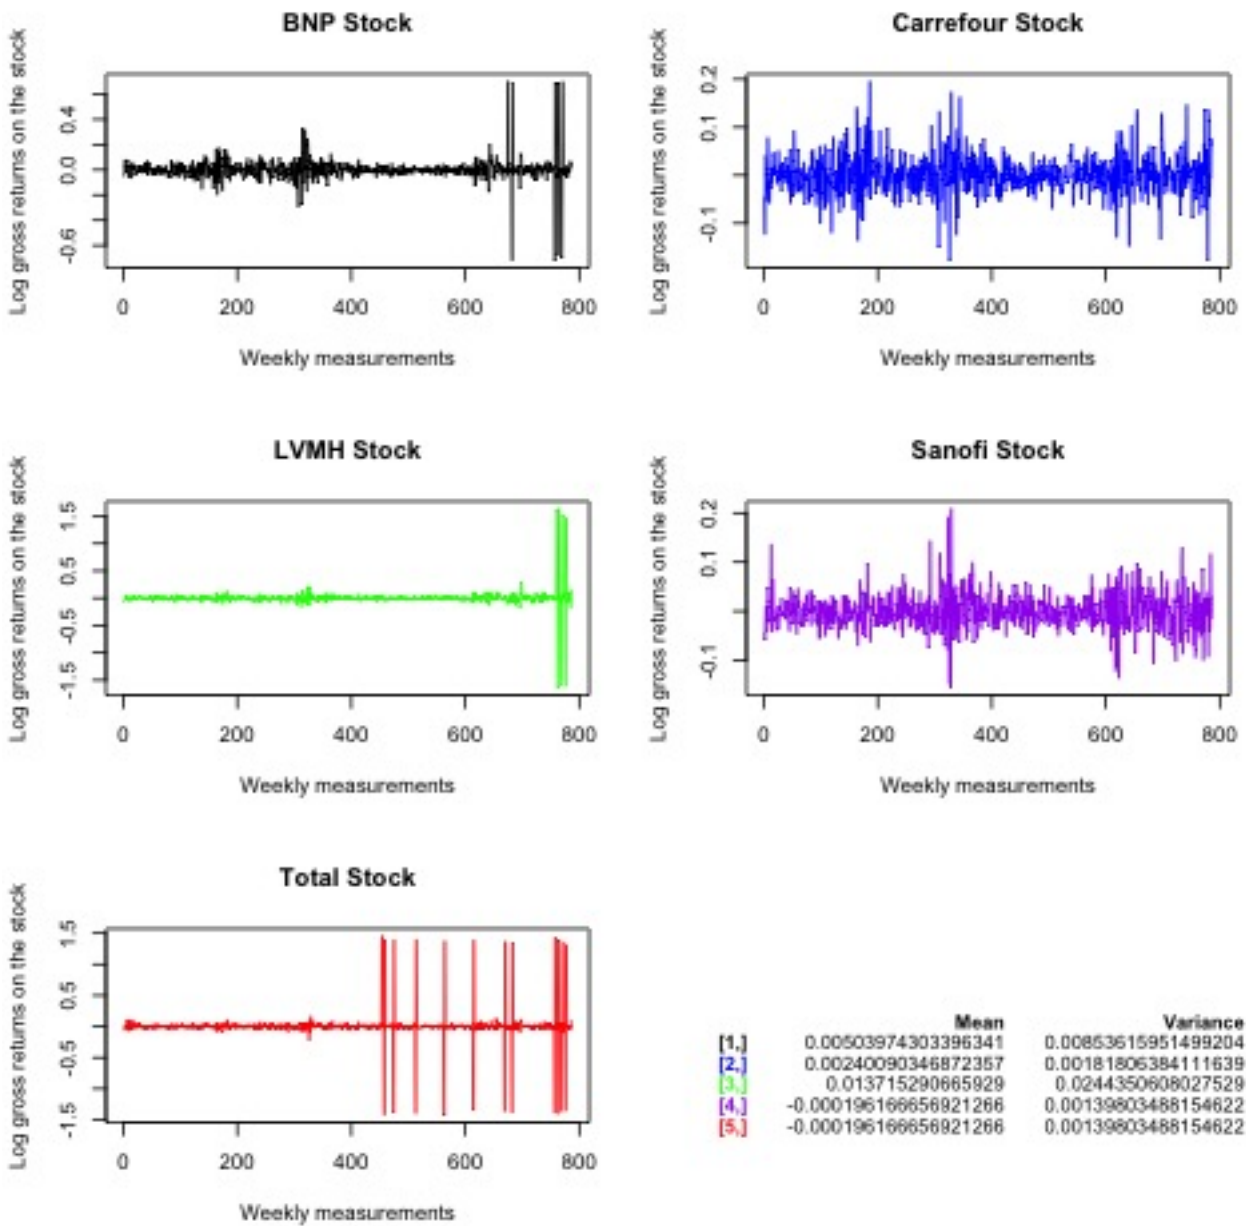 BNP Stock
Log gross returns on the stock
0.4
0.0
-0.6
0 200 400 600 800
Weekly measurements
Carrefour Stock
Log gross returns on the stock
0.2
0.1
-0.1
0 200 400 600 800
Weekly measurements
LVMH Stock
Log gross returns on the stock
1.5
0.5
-0.5
-1.5
0 200 400 600 800
Weekly measurements
Sanofi Stock
Log gross returns on the stock
0.2
0.1
-0.1
0 200 400 600 800
Weekly measurements
Total Stock
Log gross returns on the stock
1.5
0.5
-0.5
-1.5
0 200 400 600 800
Weekly measurements
Mean Variance
[1,] 0.00503974303396341 0.00853615951499204
[2,] 0.00240090346872357 0.00181806384111639
[3,] 0.013715290665929 0.0244350608027529
[4,] -0.000196166656921266 0.00139803488154622
[5,] -0.000196166656921266 0.00139803488154622